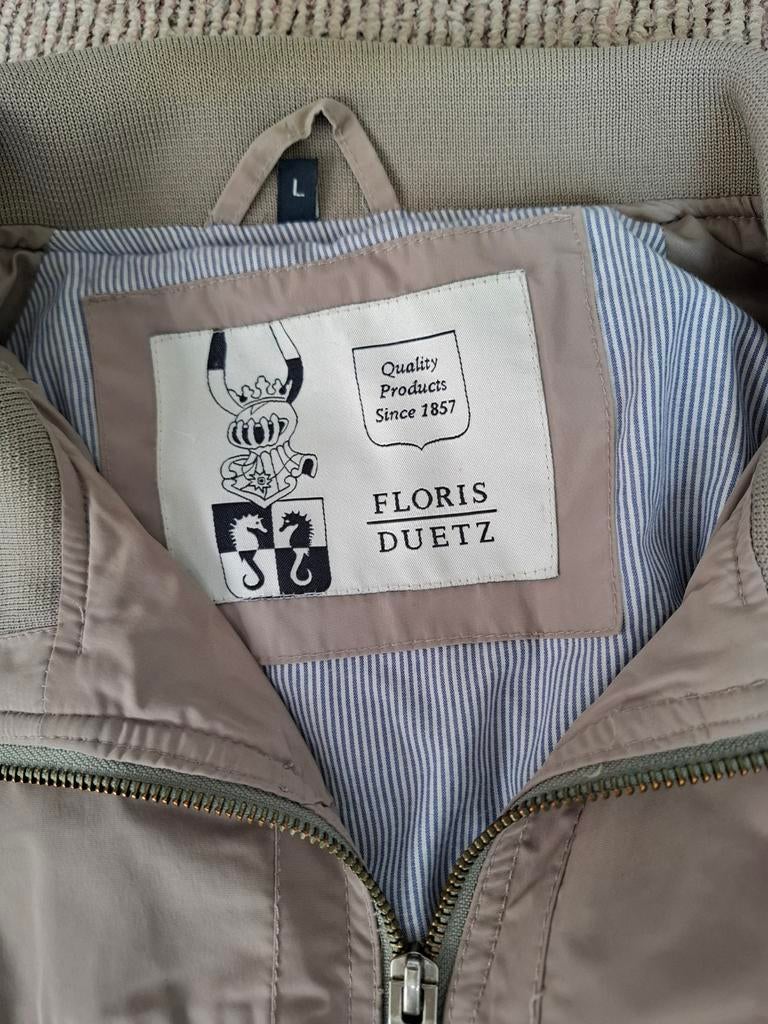 L
Quality
Products
Since 1857
FLORIS
DUETZ